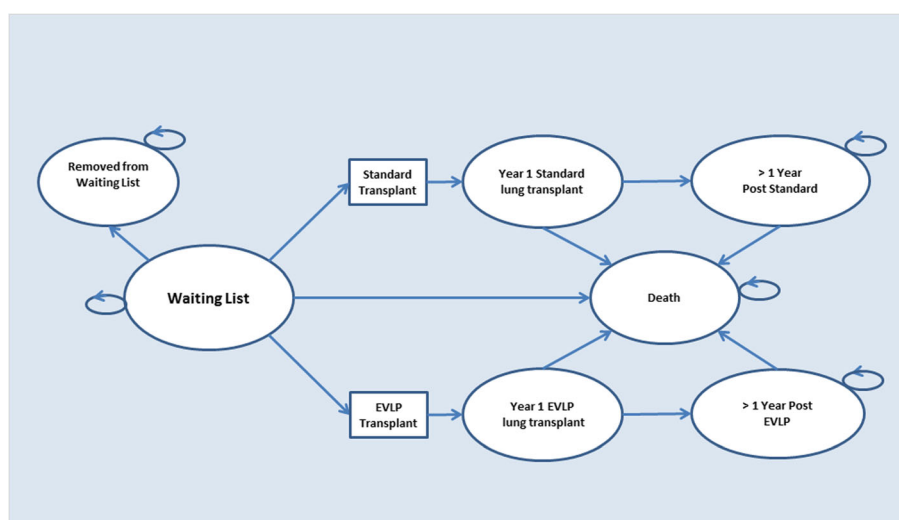 Removed from
Waiting List
Standard
Transplant
Year 1 Standard
lung transplant
> 1 Year
Post Standard
Waiting List
Death
EVLP
Transplant
Year 1 EVLP
lung transplant
> 1 Year Post
EVLP